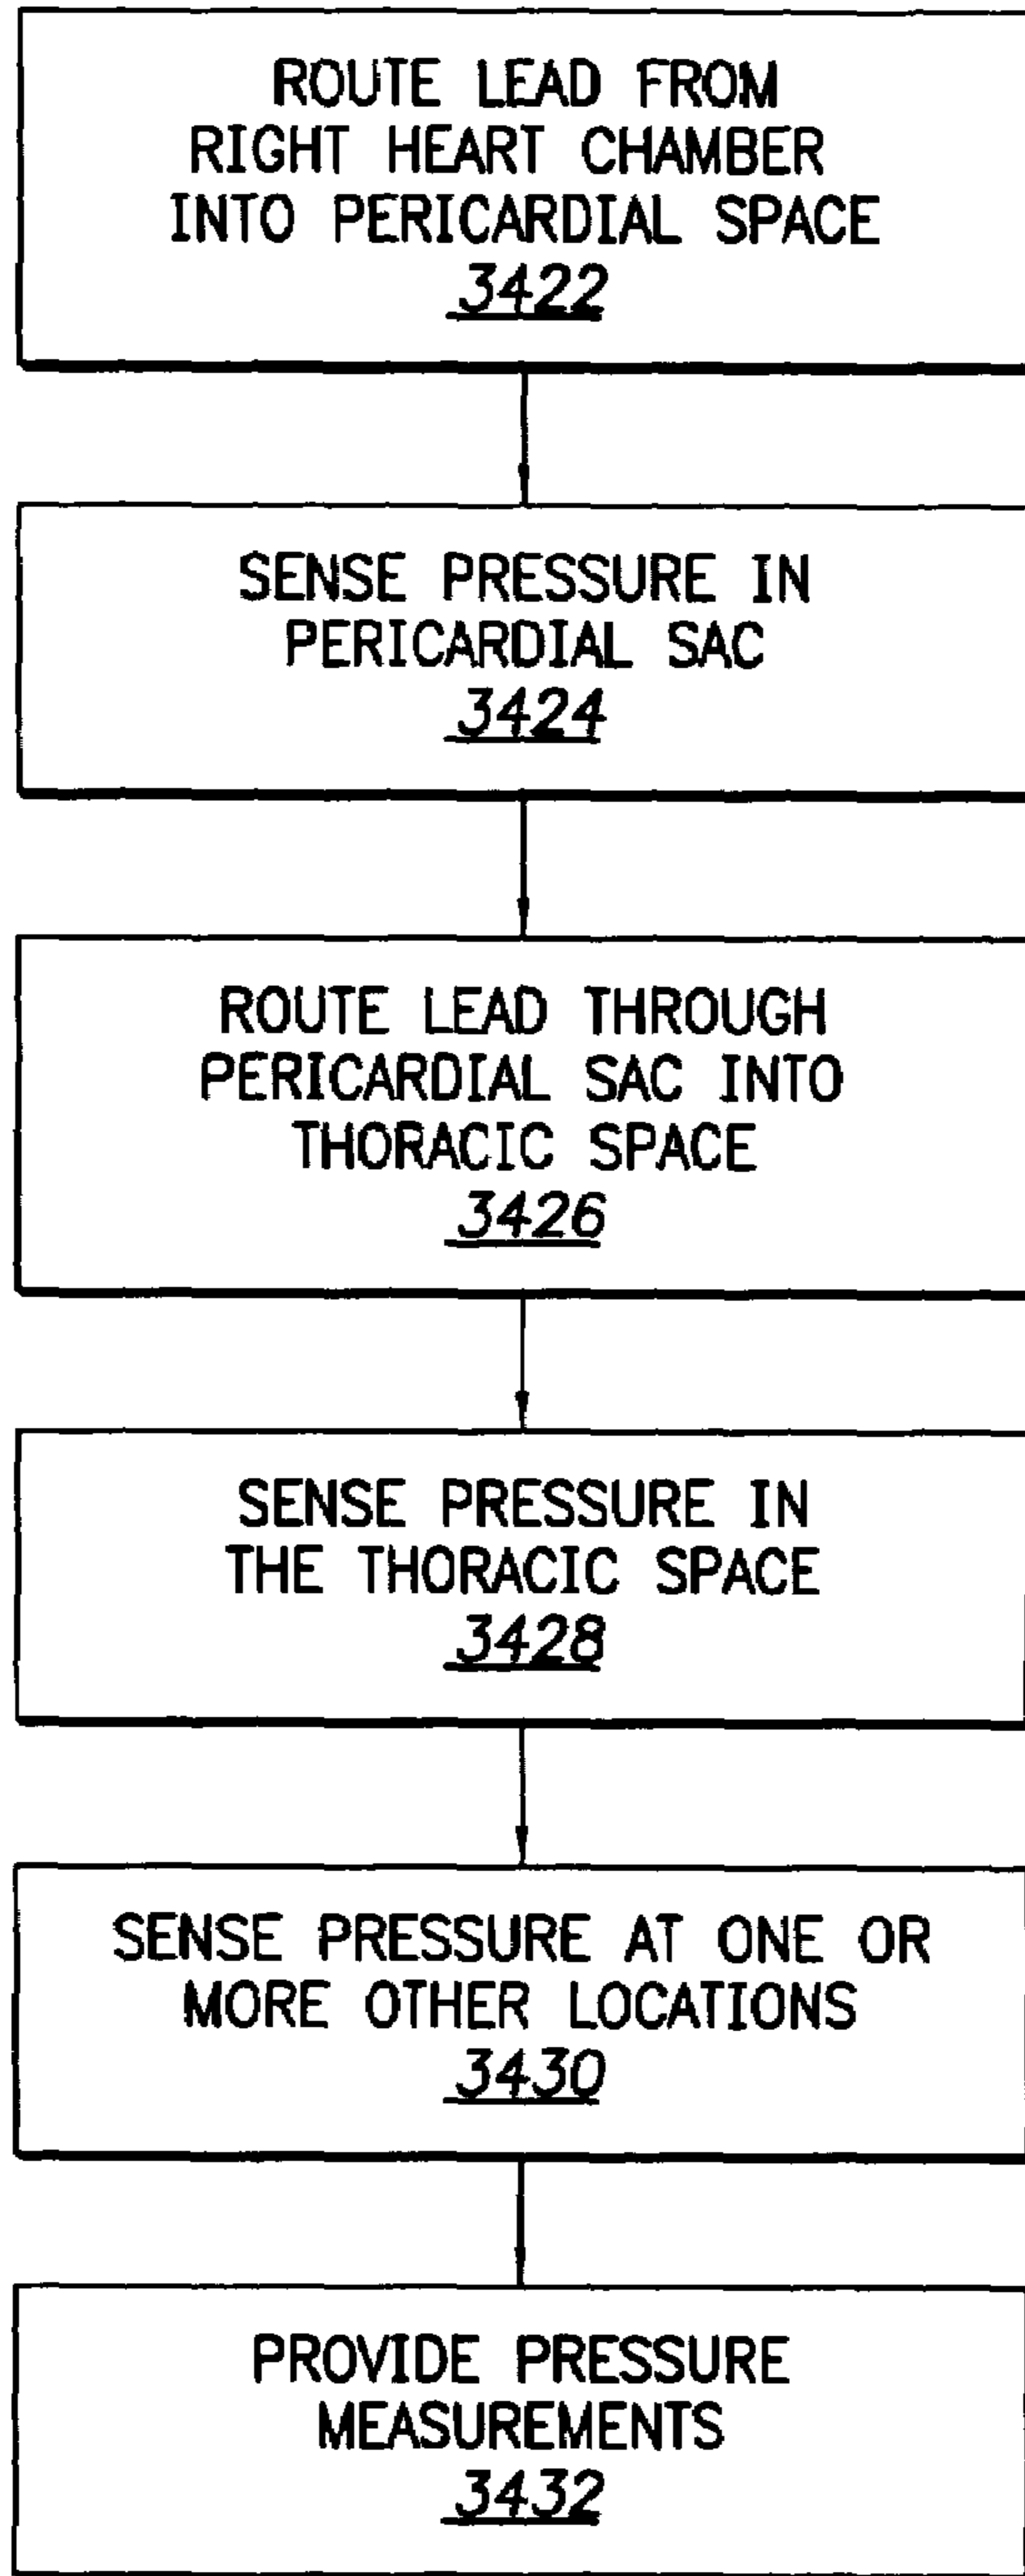 ROUTE LEAD FROM
RIGHT HEART CHAMBER
INTO PERICARDIAL SPACE
3422
SENSE PRESSURE IN
PERICARDIAL SAC
3424
ROUTE LEAD THROUGH
PERICARDIAL SAC INTO
THORACIC SPACE
3426
SENSE PRESSURE IN
THE THORACIC SPACE
3428
SENSE PRESSURE AT ONE OR
MORE OTHER LOCATIONS
3430
PROVIDE PRESSURE
MEASUREMENTS
3432